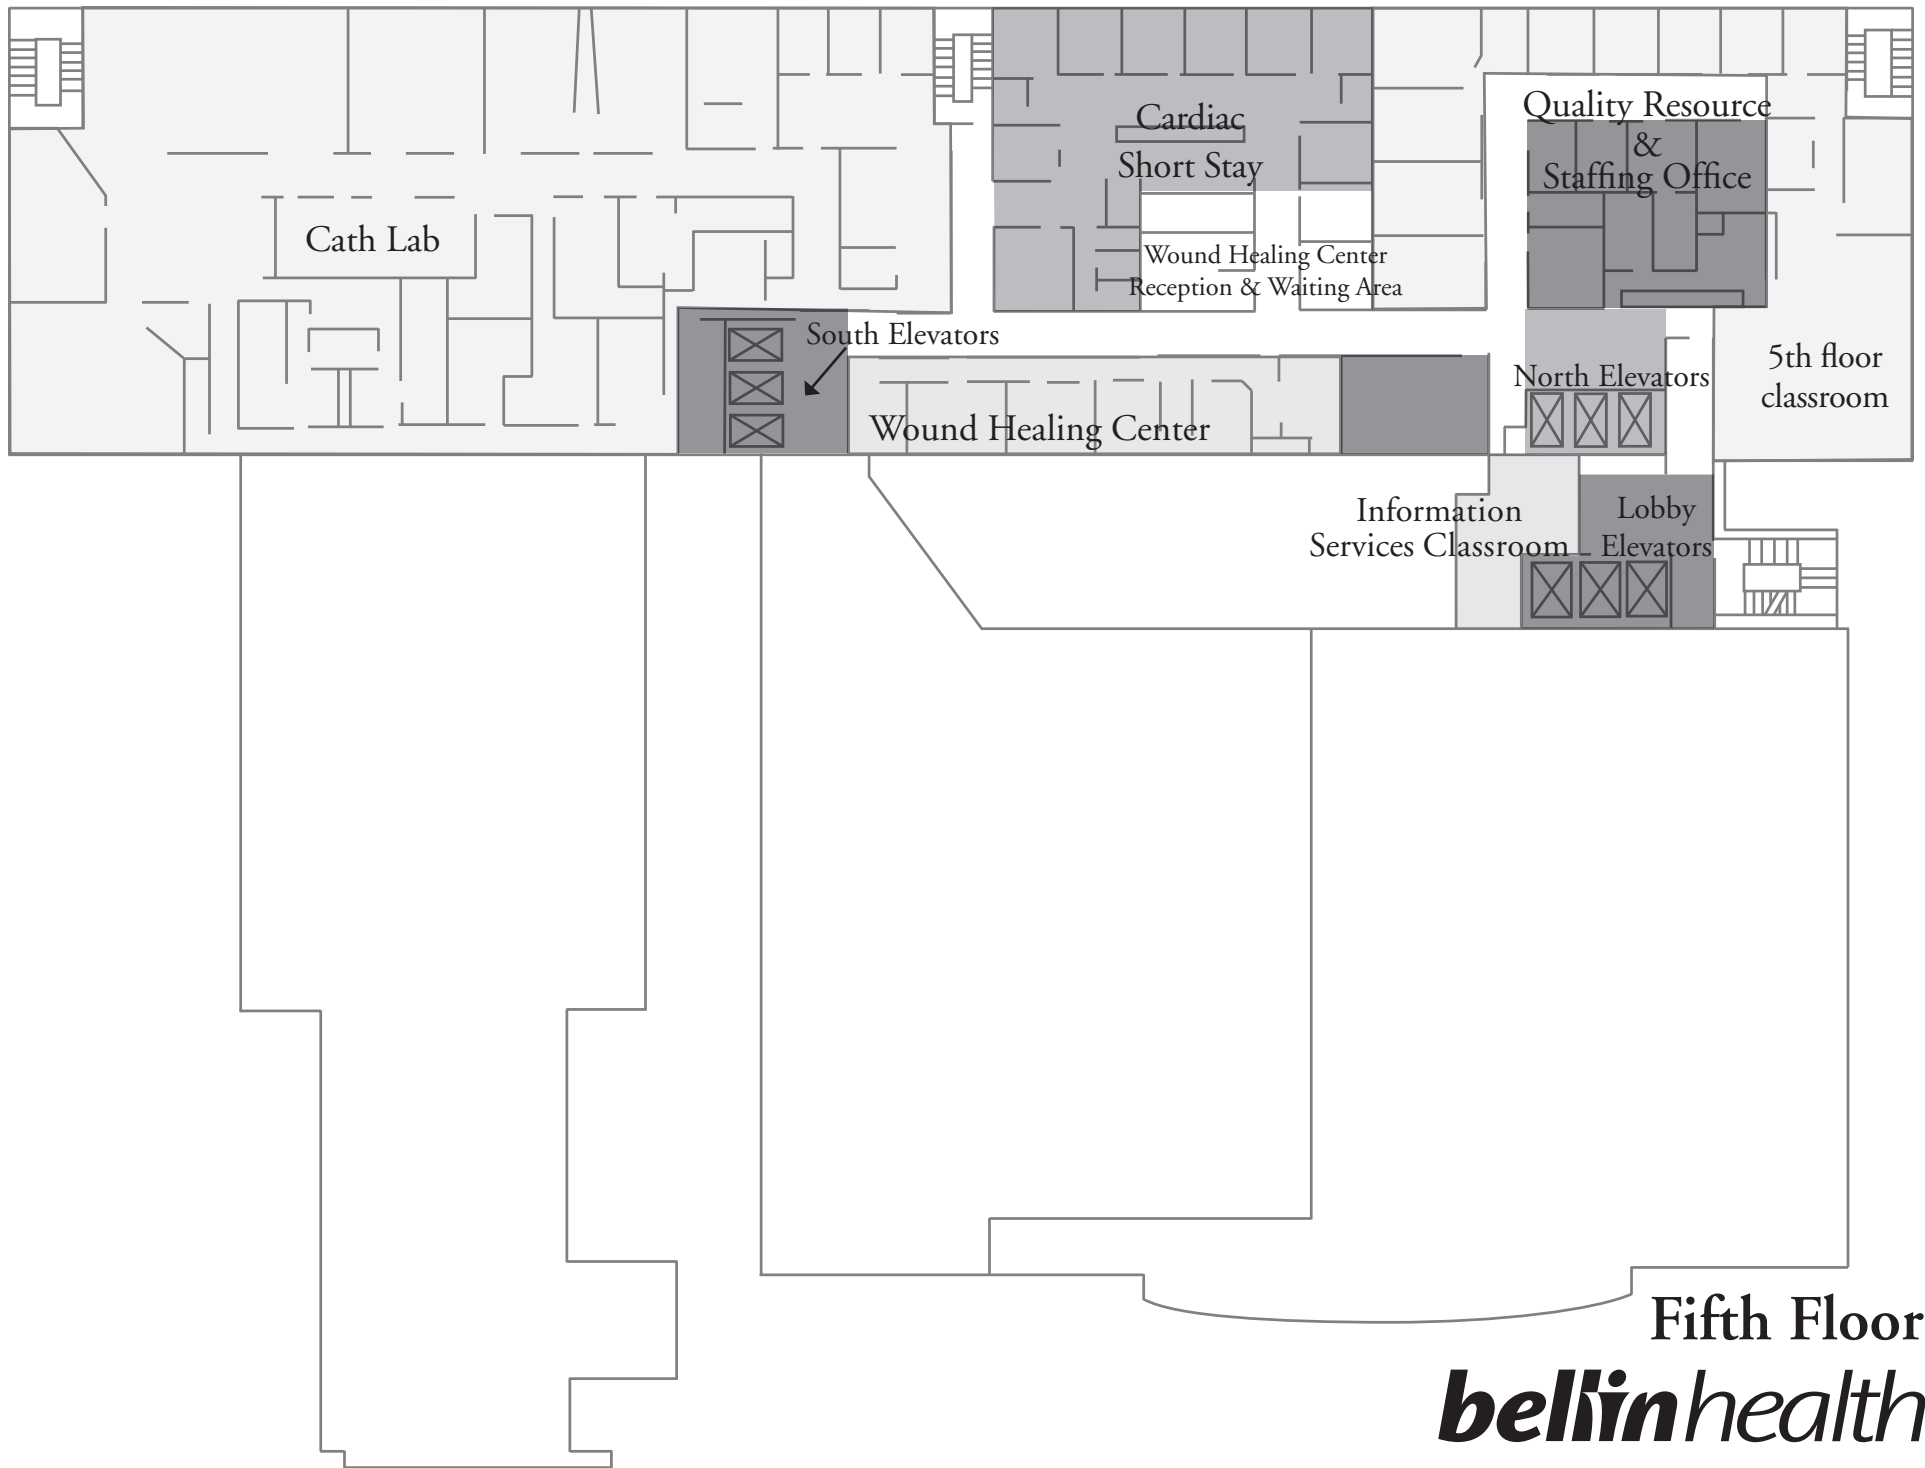 Cardiac
Short Stay
Quality Resource
&
Staffing Office
Cath Lab
Wound Healing Center
Reception & Waiting Area
South Elevators
North Elevators
5th floor
classroom
Wound Healing Center
Information
Services Classroom
Lobby
Elevators
Fifth Floor
bellinhealth